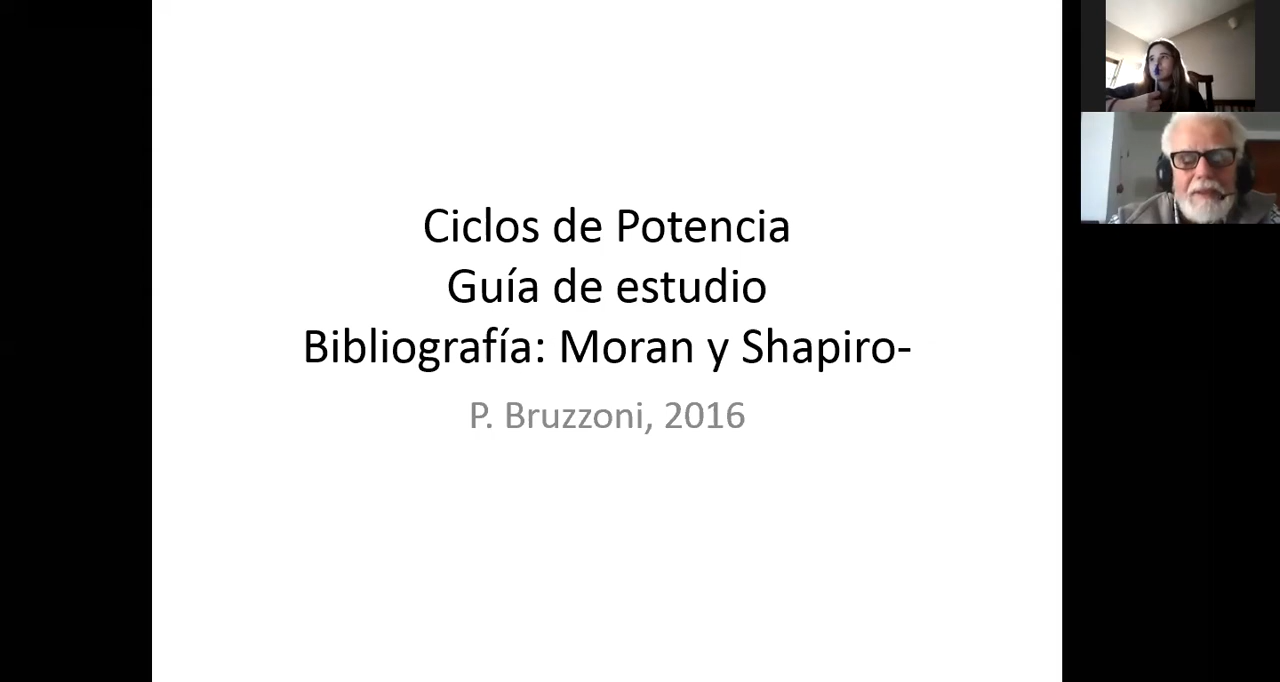 Ciclos de Potencia
Guía de estudio
Bibliografía: Moran y Shapiro-
P. Bruzzoni, 2016